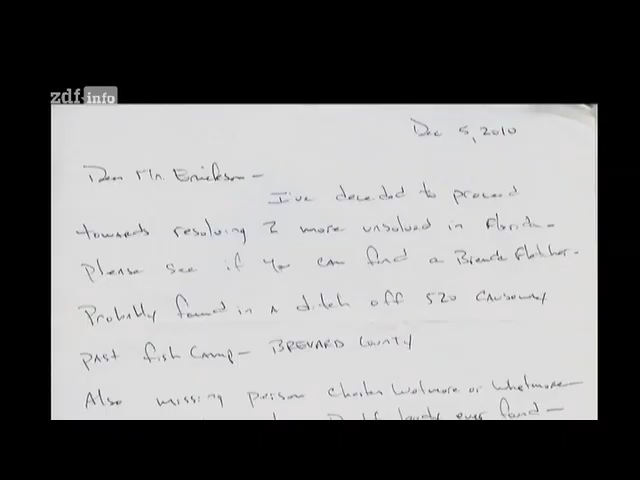 zdf.info
Dec 5, 2010
Dear Mr. Erickson -
I've decided to proceed
towards resolving 2 more unsolved in Florida -
please see if you can find a Brenda Fletcher -
Probably found in a ditch off 520 Causeway
past fish Camp - BREVARD County
Also missing person Chester Wetmore or Whetmore
ever found -